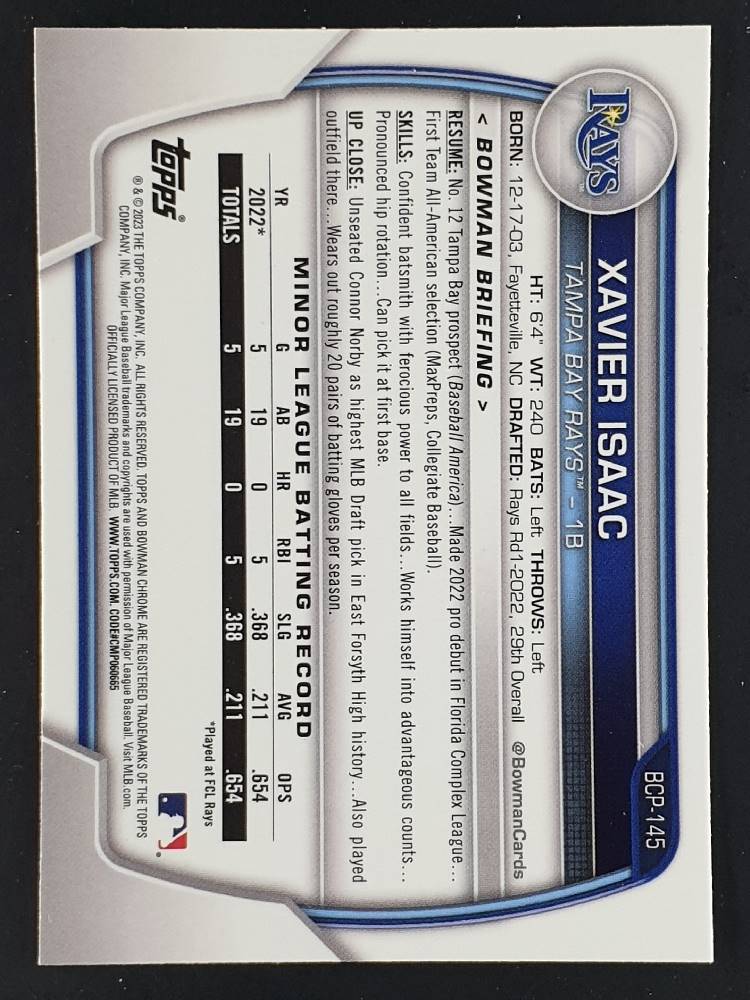 BCP-145
RAYS™
XAVIER ISAAC
TAMPA BAY RAYS™ – 1B
HT: 6'4" WT: 240 BATS: Left THROWS: Left
BORN: 12-17-03, Fayetteville, NC DRAFTED: Rays Rd1-2022, 29th Overall @BowmanCards
< BOWMAN BRIEFING >
RESUME: No. 12 Tampa Bay prospect (Baseball America)...Made 2022 pro debut in Florida Complex League...
First Team All-American selection (MaxPreps, Collegiate Baseball).
SKILLS: Confident batsmith with ferocious power to all fields...Works himself into advantageous counts...
Pronounced hip rotation...Can pick it at first base.
UP CLOSE: Unseated Connor Norby as highest MLB Draft pick in East Forsyth High history...Also played
outfield there...Wears out roughly 20 pairs of batting gloves per season.
MINOR LEAGUE BATTING RECORD
YR G AB HR RBI SLG AVG OPS
2022* 5 19 0 5 .368 .211 .654
TOTALS 5 19 0 5 .368 .211 .654
*Played at FCL Rays
topps®
® & © 2023 THE TOPPS COMPANY, INC. ALL RIGHTS RESERVED. TOPPS AND BOWMAN CHROME ARE REGISTERED TRADEMARKS OF THE TOPPS
COMPANY, INC. Major League Baseball trademarks and copyrights are used with permission of Major League Baseball. Visit MLB.com.
OFFICIALLY LICENSED PRODUCT OF MLB. WWW.TOPPS.COM. CODE#CMP060665